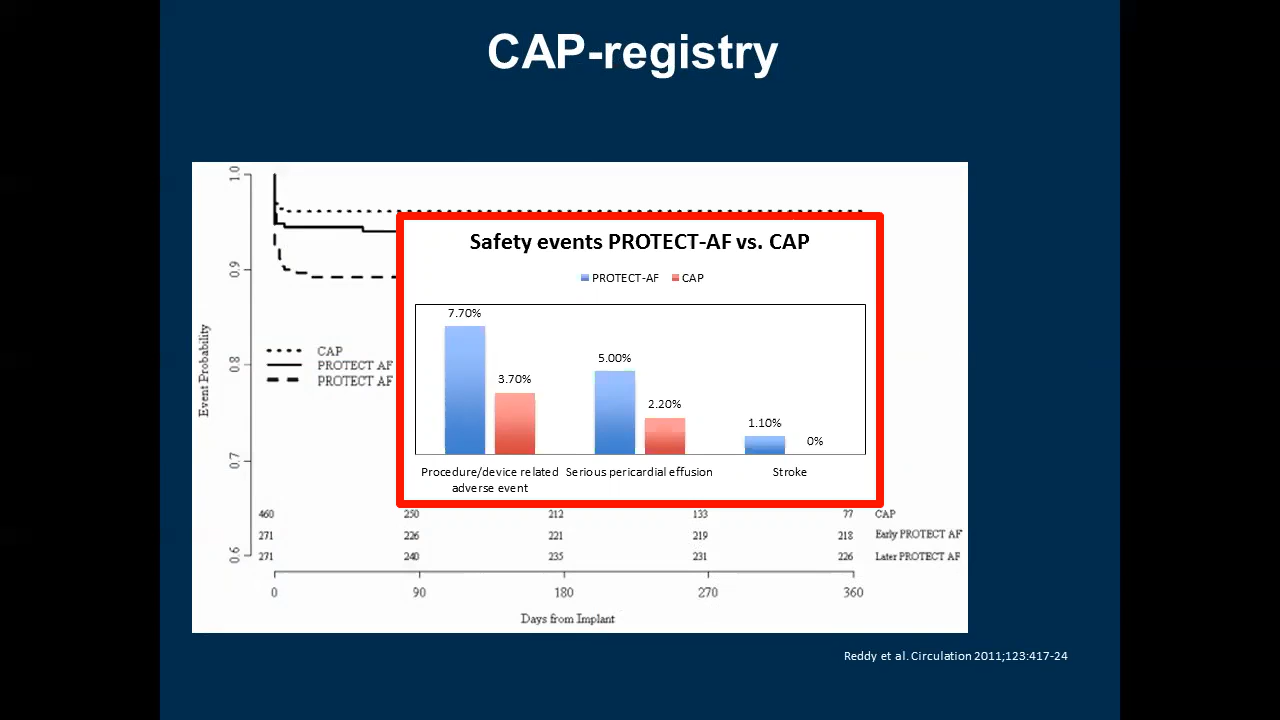 CAP-registry
1.0
0.9
0.8
0.7
0.6
Event Probability
CAP
PROTECT AF
PROTECT AF
Safety events PROTECT-AF vs. CAP
PROTECT-AF CAP
7.70%
3.70%
5.00%
2.20%
1.10%
0%
Procedure/device related
adverse event
Serious pericardial effusion
Stroke
460 250 212 133 77 CAP
271 226 221 219 218 Early PROTECT AF
271 240 235 231 226 Later PROTECT AF
0 90 180 270 360
Days from Implant
Reddy et al. Circulation 2011;123:417-24